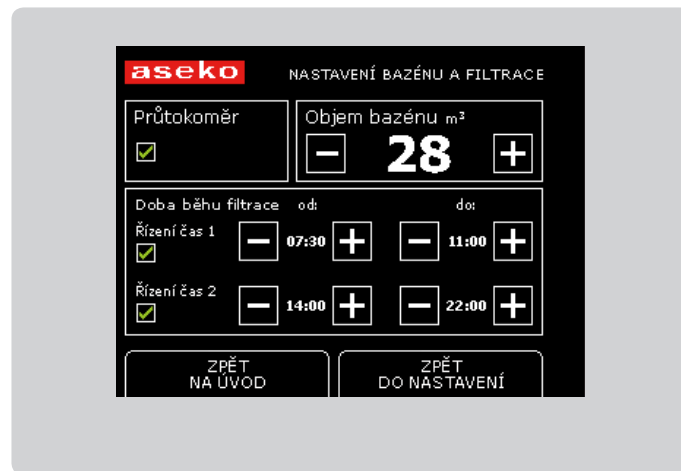 aseko
NASTAVENÍ BAZÉNU A FILTRACE
Průtokoměr
Objem bazénu m³
− 28 +
Doba běhu filtrace od: do:
Řízení čas 1
− 07:30 + − 11:00 +
Řízení čas 2
− 14:00 + − 22:00 +
ZPĚT
NA ÚVOD
ZPĚT
DO NASTAVENÍ